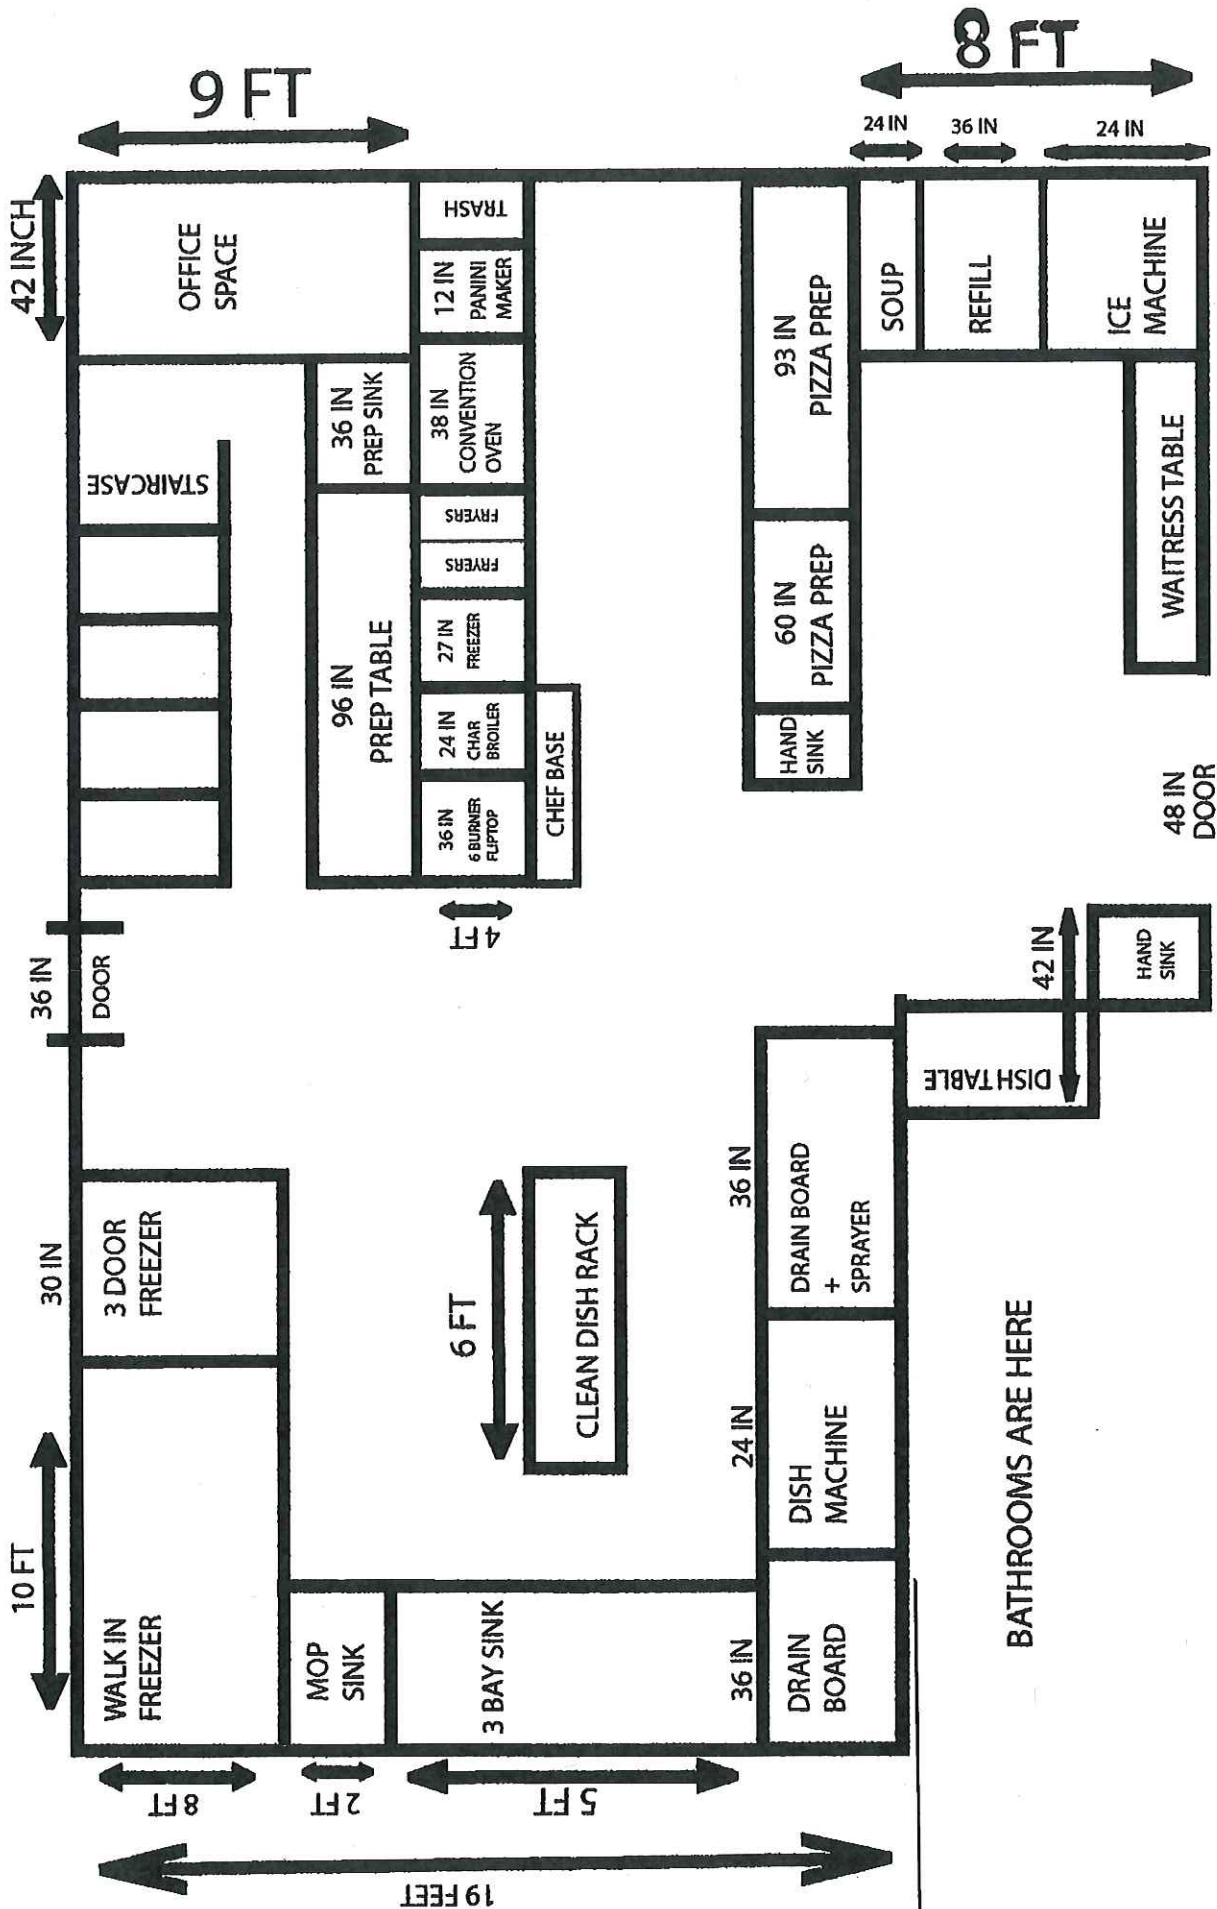 19 FEET
8 FT
2 FT
5 FT
10 FT
30 IN
36 IN
42 INCH
9 FT
WALK IN
FREEZER
3 DOOR
FREEZER
DOOR
STAIRCASE
OFFICE
SPACE
MOP
SINK
3 BAY SINK
36 IN
DRAIN
BOARD
24 IN
DISH
MACHINE
36 IN
DRAIN BOARD
+
SPRAYER
6 FT
CLEAN DISH RACK
96 IN
PREP TABLE
36 IN
PREP SINK
4 FT
36 IN
6 BURNER
FLIPTOP
24 IN
CHAR
BROILER
27 IN
FREEZER
FRYERS
FRYERS
38 IN
CONVENTION
OVEN
12 IN
PANINI
MAKER
TRASH
CHEF BASE
HAND
SINK
60 IN
PIZZA PREP
93 IN
PIZZA PREP
SOUP
REFILL
ICE
MACHINE
24 IN
36 IN
24 IN
8 FT
WAITRESS TABLE
48 IN
DOOR
DISH TABLE
42 IN
HAND
SINK
BATHROOMS ARE HERE